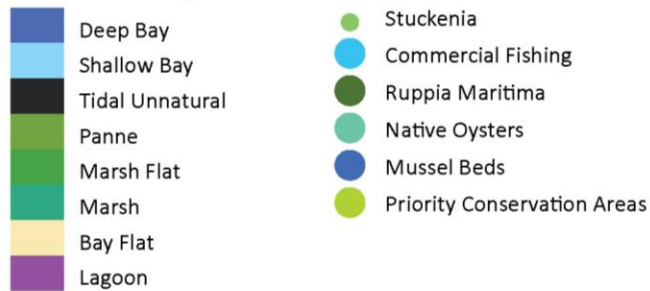 Deep Bay
Shallow Bay
Tidal Unnatural
Panne
Marsh Flat
Marsh
Bay Flat
Lagoon
Stuckenia
Commercial Fishing
Ruppia Maritima
Native Oysters
Mussel Beds
Priority Conservation Areas